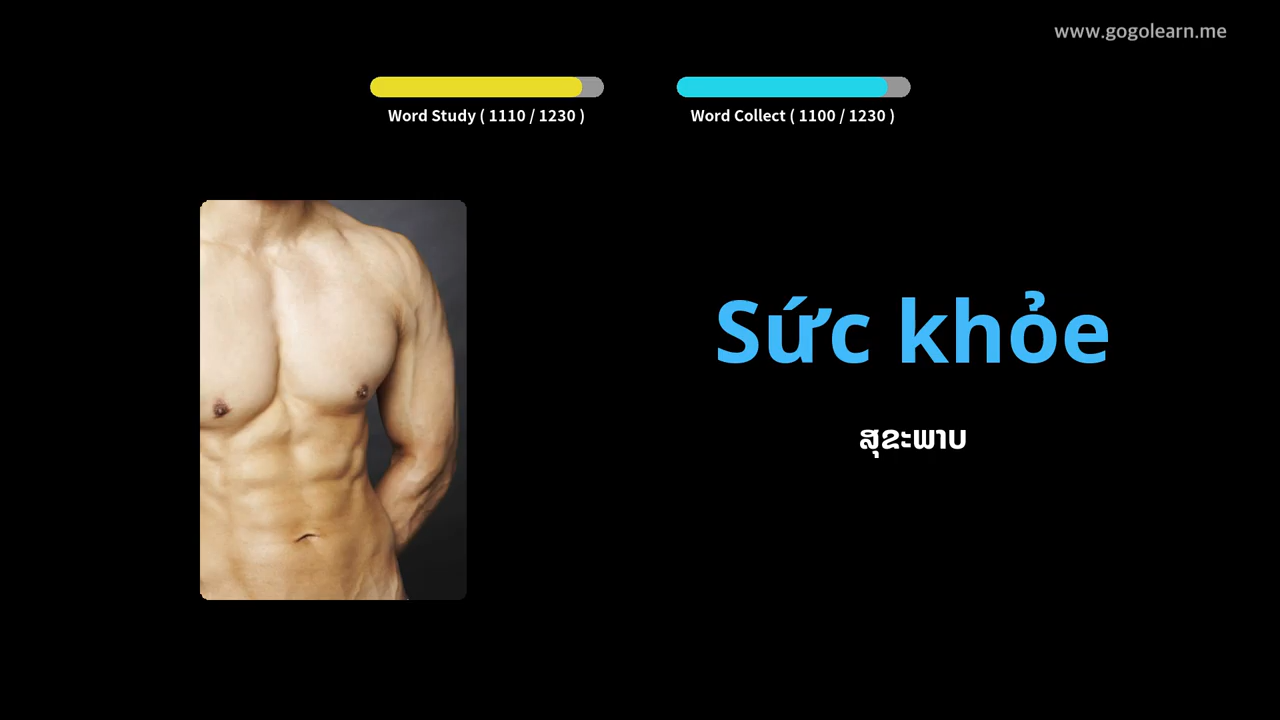 www.gogolearn.me
Word Study ( 1110 / 1230 )
Word Collect ( 1100 / 1230 )
Sức khỏe
ສຸຂະພາບ